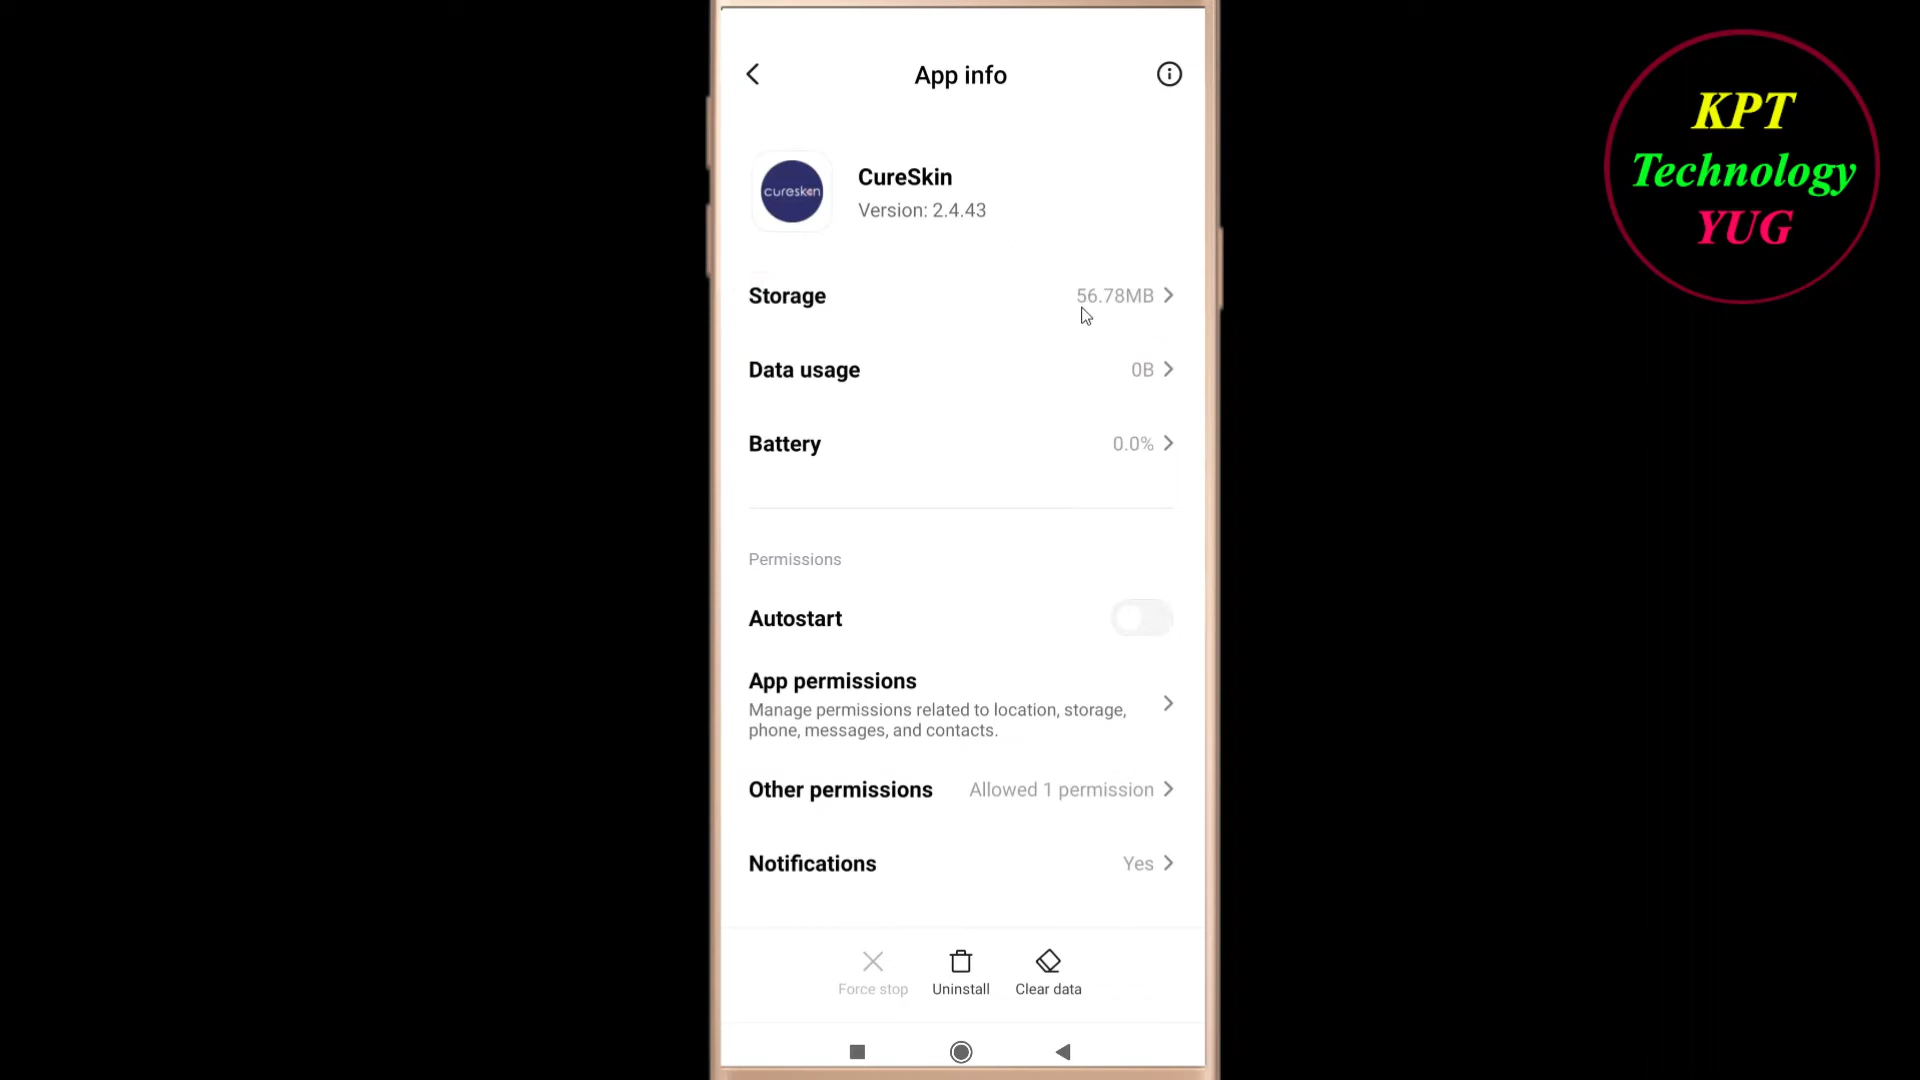 App info
cureskin
CureSkin
Version: 2.4.43
Storage 56.78MB
Data usage 0B
Battery 0.0%
Permissions
Autostart
App permissions
Manage permissions related to location, storage,
phone, messages, and contacts.
Other permissions Allowed 1 permission
Notifications Yes
Force stop Uninstall Clear data
KPT
Technology
YUG